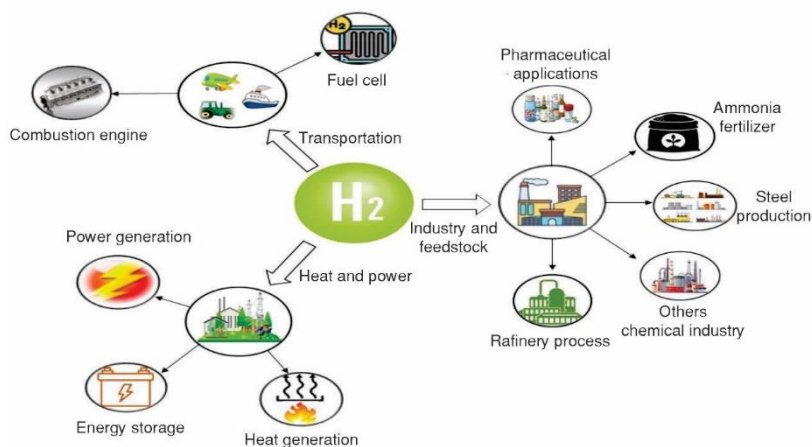 H2
Fuel cell
Combustion engine
Transportation
H2
Pharmaceutical
applications
Ammonia
fertilizer
Steel
production
Industry and
feedstock
Others
chemical industry
Rafinery process
Heat and power
Power generation
Energy storage
Heat generation